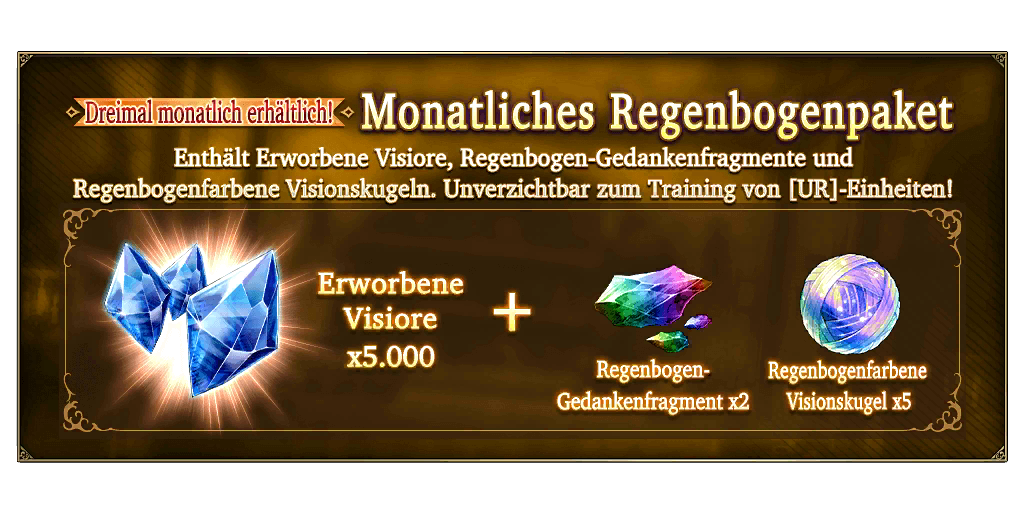 Dreimal monatlich erhältlich!
Monatliches Regenbogenpaket
Enthält Erworbene Visiore, Regenbogen-Gedankenfragmente und
Regenbogenfarbene Visionskugeln. Unverzichtbar zum Training von [UR]-Einheiten!
Erworbene
Visiore
x5.000
+
Regenbogen-
Gedankenfragment x2
Regenbogenfarbene
Visionskugel x5